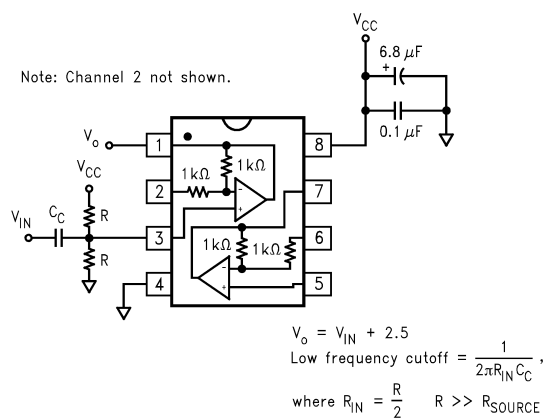 V_CC
6.8 μF
+
Note: Channel 2 not shown.
0.1 μF
V_o
1
8
V_CC
1kΩ
1kΩ
2
7
-
+
R
V_IN
C_C
3
1kΩ
1kΩ
6
R
-
+
4
5
V_o = V_IN + 2.5
Low frequency cutoff = 1 / 2πR_IN C_C ,
where R_IN = R / 2 R >> R_SOURCE